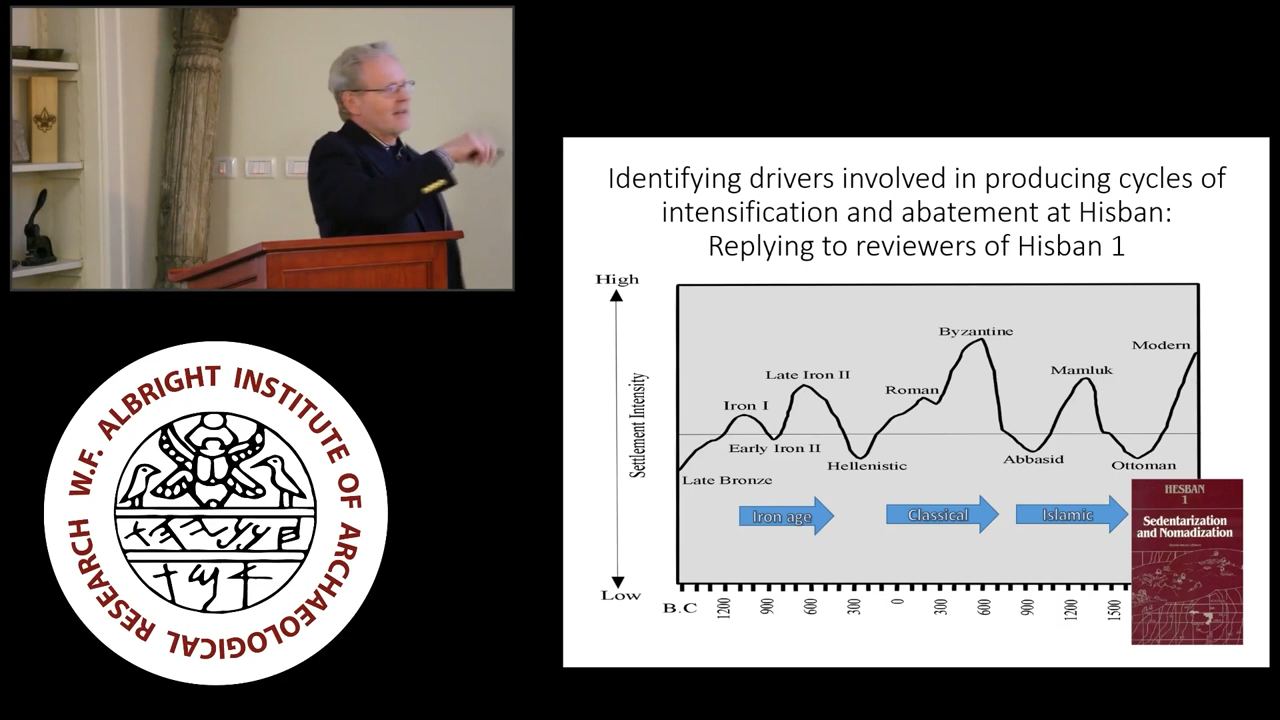 W.F. ALBRIGHT INSTITUTE OF ARCHAEOLOGICAL RESEARCH
Identifying drivers involved in producing cycles of
intensification and abatement at Hisban:
Replying to reviewers of Hisban 1
High
Settlement Intensity
Low
Byzantine
Modern
Late Iron II
Mamluk
Roman
Iron I
Early Iron II
Hellenistic
Abbasid
Ottoman
Late Bronze
Iron age
Classical
Islamic
B.C
1200
900
600
300
0
300
600
900
1200
1500
HESBAN
1
Sedentarization
and Nomadization